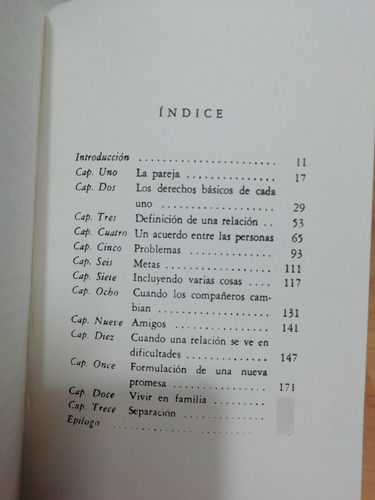 ÍNDICE
Introducción . . . . . . . . . . . . . . . . . . 11
Cap. Uno La pareja . . . . . . . . . . . . . . . . . 17
Cap. Dos Los derechos básicos de cada
uno . . . . . . . . . . . . . . . . . . 29
Cap. Tres Definición de una relación . . 53
Cap. Cuatro Un acuerdo entre las personas 65
Cap. Cinco Problemas . . . . . . . . . . . . . . . . 93
Cap. Seis Metas . . . . . . . . . . . . . . . . . . 111
Cap. Siete Incluyendo varias cosas . . . . 117
Cap. Ocho Cuando los compañeros cam-
bian . . . . . . . . . . . . . . . . . . 131
Cap. Nueve Amigos . . . . . . . . . . . . . . . . . 141
Cap. Diez Cuando una relación se ve en
dificultades . . . . . . . . . . . . . 147
Cap. Once Formulación de una nueva
promesa . . . . . . . . . . . . . . . . 171
Cap. Doce Vivir en familia . . . . . . . . .
Cap. Trece Separación . . . . . . . . . . . . .
Epílogo . . . . . . . . . . . . . . . . . .